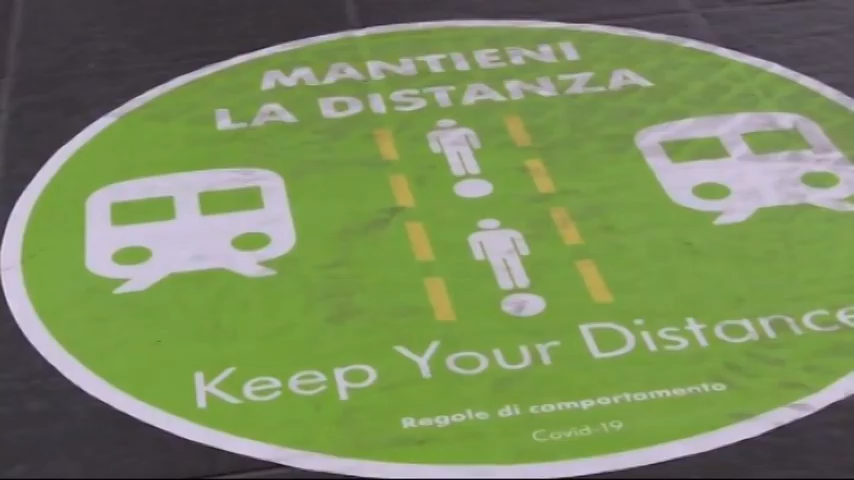 MANTIENI
LA DISTANZA
Keep Your Distance
Regole di comportamento
Covid-19